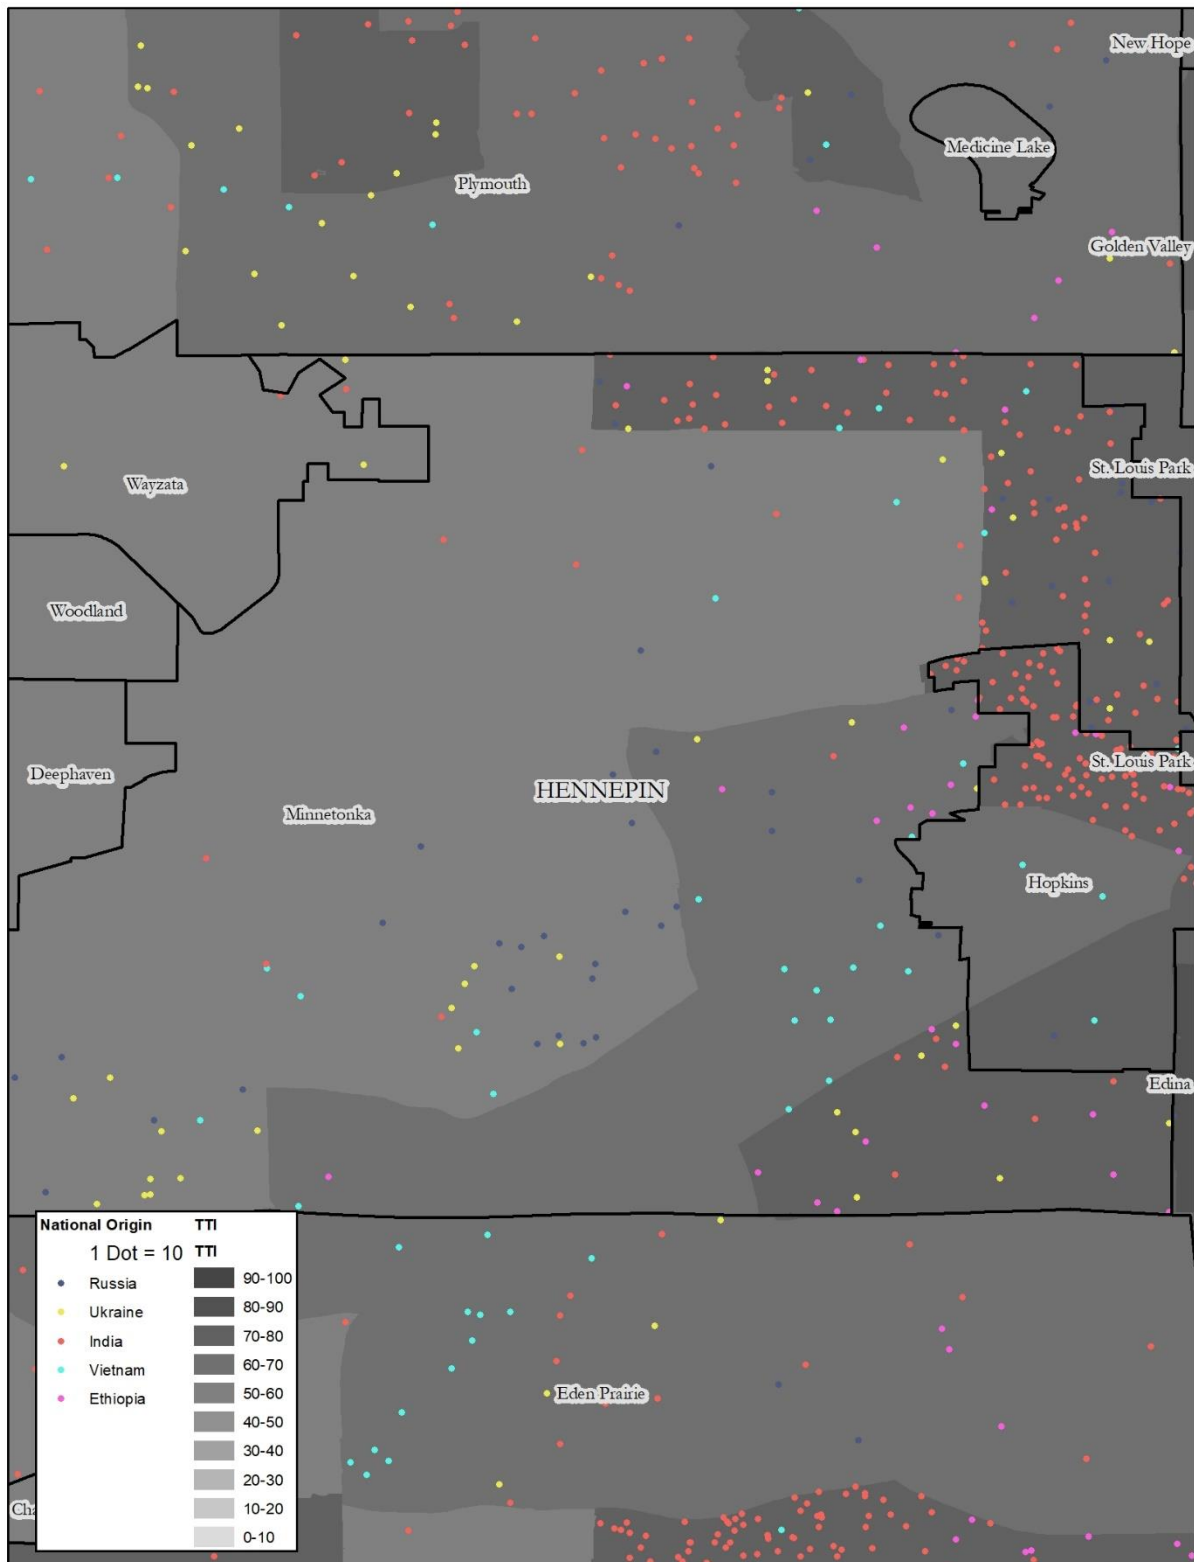 New Hope
Medicine Lake
Plymouth
Golden Valley
St. Louis Park
Wayzata
Woodland
St. Louis Park
Deephaven
HENNEPIN
Minnetonka
Hopkins
Edina
National Origin
TTI
1 Dot = 10
TTI
Russia
Ukraine
India
Vietnam
Ethiopia
90-100
80-90
70-80
60-70
50-60
40-50
30-40
20-30
10-20
0-10
Eden Prairie
Cha